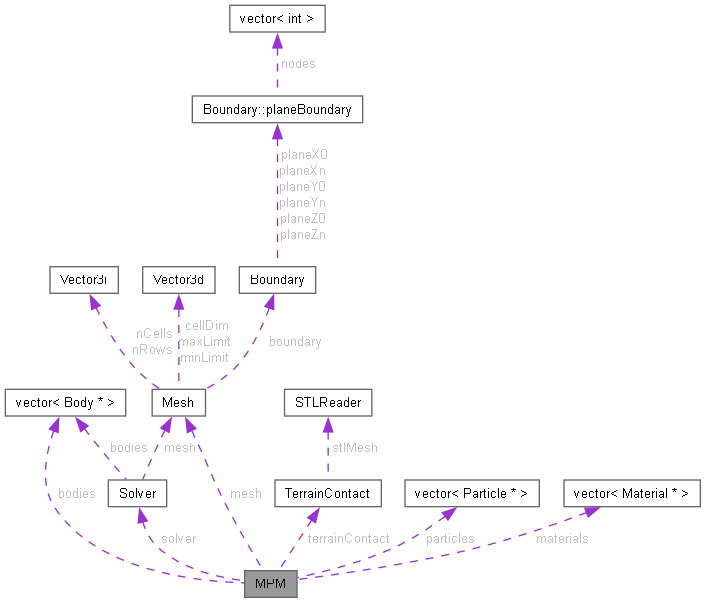 vector< int >
nodes
Boundary::planeBoundary
planeX0
planeXn
planeY0
planeYn
planeZ0
planeZn
Vector3i
Vector3d
Boundary
nCells
nRows
cellDim
maxLimit
minLimit
boundary
vector< Body * >
Mesh
STLReader
bodies
mesh
stlMesh
bodies
Solver
mesh
TerrainContact
vector< Particle * >
vector< Material * >
solver
terrainContact
particles
materials
MPM